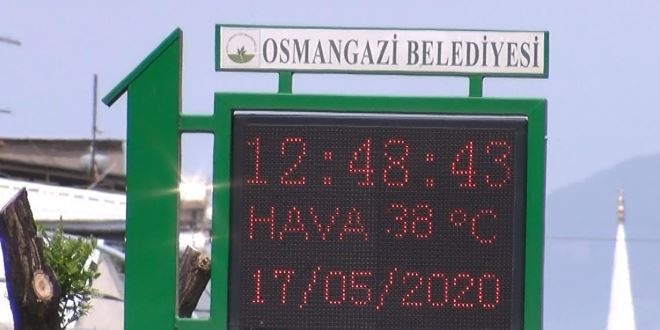 OSMANGAZİ BELEDİYESİ
12:48:43
HAVA 38 °C
17/05/2020